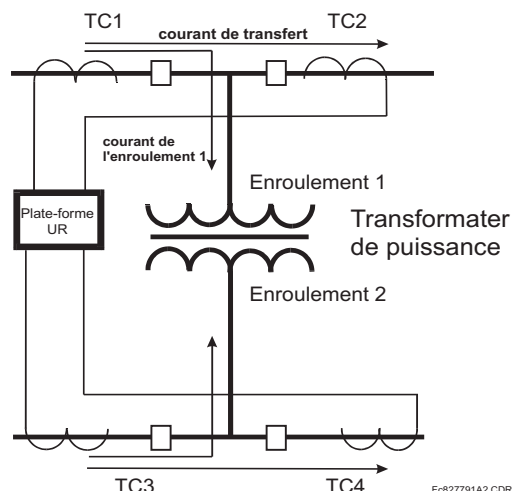 TC1
TC2
courant de transfert
courant de
l'enroulement 1
Enroulement 1
Plate-forme
UR
Transformater
de puissance
Enroulement 2
TC3
TC4
Ec827791A2.CDR